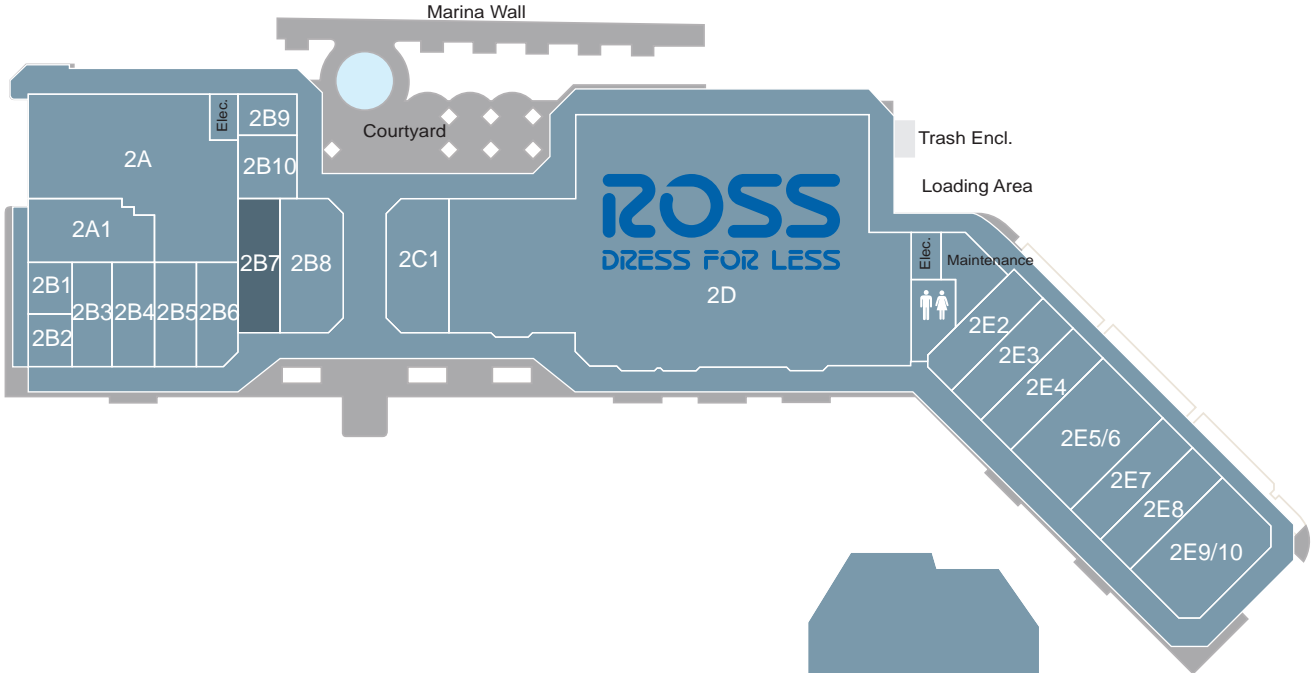 Marina Wall
Elec.
2B9
Courtyard
Trash Encl.
2A
2B10
Loading Area
ROSS
DRESS FOR LESS
2A1
2B7
2B8
2C1
Elec.
Maintenance
2D
2B1
2B3
2B4
2B5
2B6
2B2
2E2
2E3
2E4
2E5/6
2E7
2E8
2E9/10